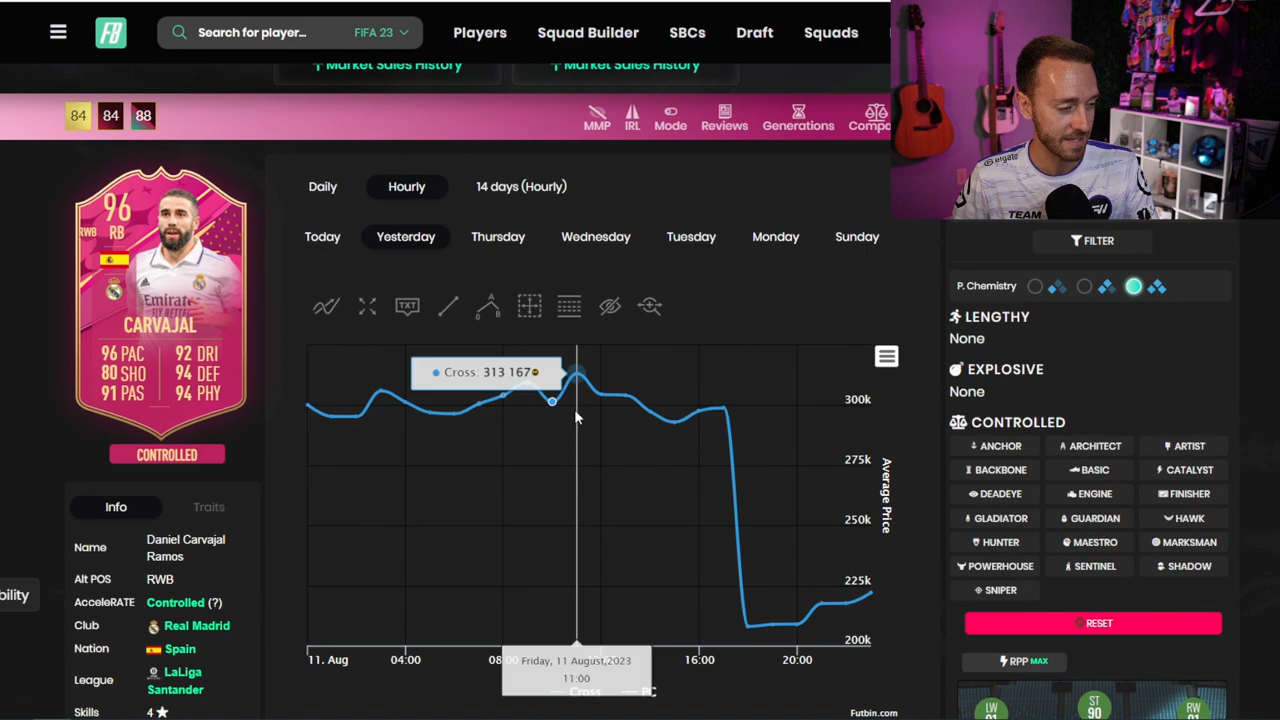 FB
Search for player...
FIFA 23
Players
Squad Builder
SBCs
Draft
Squads
Market Sales History
Market Sales History
84
84
88
MMP
IRL
Mode
Reviews
Generations
Compa
96
RB
RWB
CARVAJAL
96 PAC
92 DRI
80 SHO
94 DEF
91 PAS
94 PHY
CONTROLLED
Daily
Hourly
14 days (Hourly)
Today
Yesterday
Thursday
Wednesday
Tuesday
Monday
Sunday
TXT
Cross: 313 167
300k
275k
250k
225k
200k
Average Price
11. Aug
04:00
16:00
20:00
Friday, 11 August,2023
11:00
Cross
PC
Futbin.com
Info
Traits
Name
Daniel Carvajal
Ramos
Alt POS
RWB
AcceleRATE
Controlled (?)
Club
Real Madrid
Nation
Spain
League
LaLiga
Santander
Skills
4
bility
elgato
TEAM
FILTER
P. Chemistry
LENGTHY
None
EXPLOSIVE
None
CONTROLLED
ANCHOR
ARCHITECT
ARTIST
BACKBONE
BASIC
CATALYST
DEADEYE
ENGINE
FINISHER
GLADIATOR
GUARDIAN
HAWK
HUNTER
MAESTRO
MARKSMAN
POWERHOUSE
SENTINEL
SHADOW
SNIPER
RESET
RPP MAX
LW
91
ST
90
RW
91